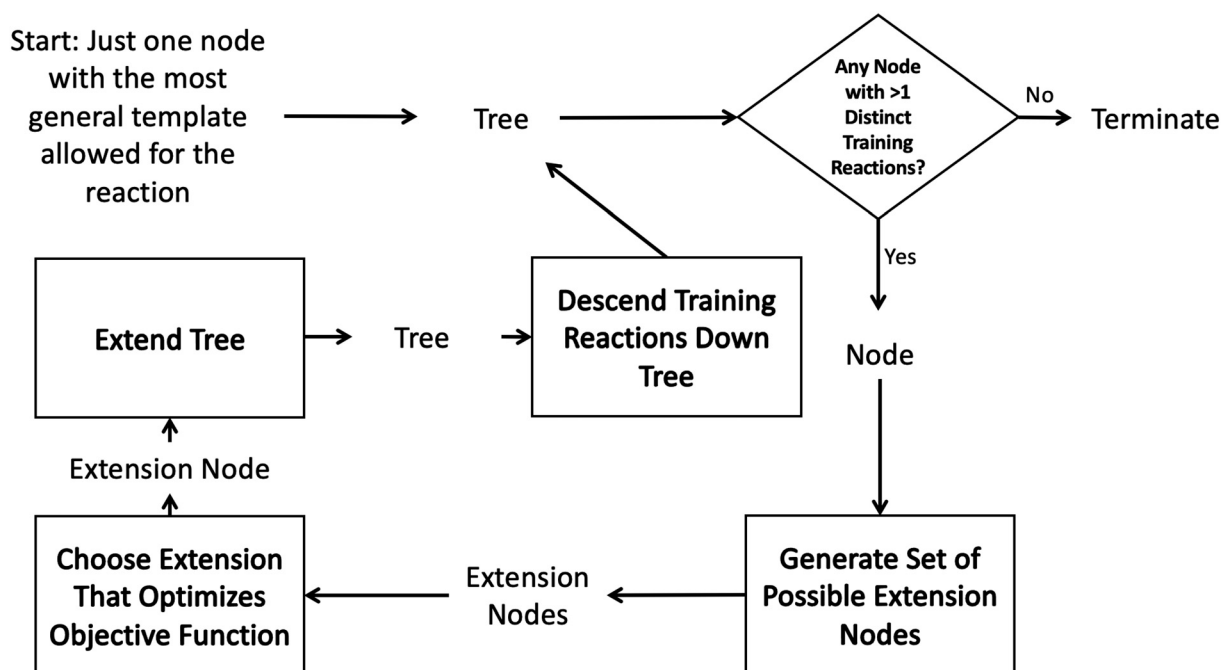 Start: Just one node
with the most
general template
allowed for the
reaction
Tree
Any Node
with >1
Distinct
Training
Reactions?
No
Terminate
Yes
Node
Generate Set of
Possible Extension
Nodes
Extension
Nodes
Choose Extension
That Optimizes
Objective Function
Extension Node
Extend Tree
Tree
Descend Training
Reactions Down
Tree